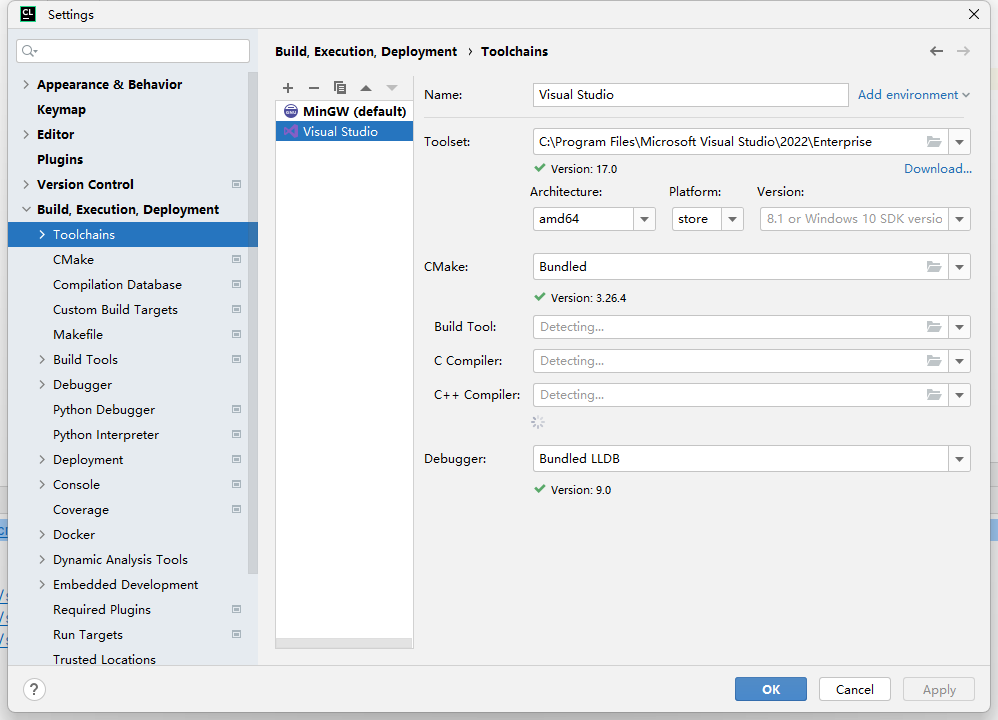 CL Settings
Build, Execution, Deployment › Toolchains
Appearance & Behavior
Keymap
Editor
Plugins
Version Control
Build, Execution, Deployment
Toolchains
CMake
Compilation Database
Custom Build Targets
Makefile
Build Tools
Debugger
Python Debugger
Python Interpreter
Deployment
Console
Coverage
Docker
Dynamic Analysis Tools
Embedded Development
Required Plugins
Run Targets
Trusted Locations
MinGW (default)
Visual Studio
Name: Visual Studio Add environment
Toolset: C:\Program Files\Microsoft Visual Studio\2022\Enterprise
Version: 17.0 Download...
Architecture: Platform: Version:
amd64 store 8.1 or Windows 10 SDK versio
CMake: Bundled
Version: 3.26.4
Build Tool: Detecting...
C Compiler: Detecting...
C++ Compiler: Detecting...
Debugger: Bundled LLDB
Version: 9.0
? OK Cancel Apply